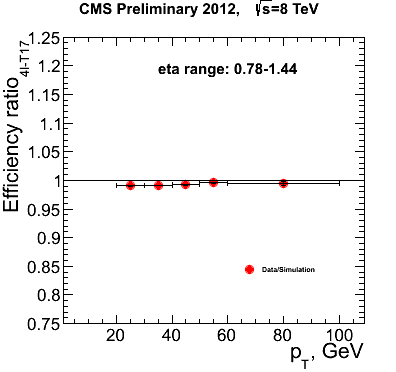 CMS Preliminary 2012, √s=8 TeV
eta range: 0.78-1.44
Efficiency ratio 4l-T17
1.25
1.2
1.15
1.1
1.05
1
0.95
0.9
0.85
0.8
0.75
Data/Simulation
20 40 60 80 100
pT, GeV